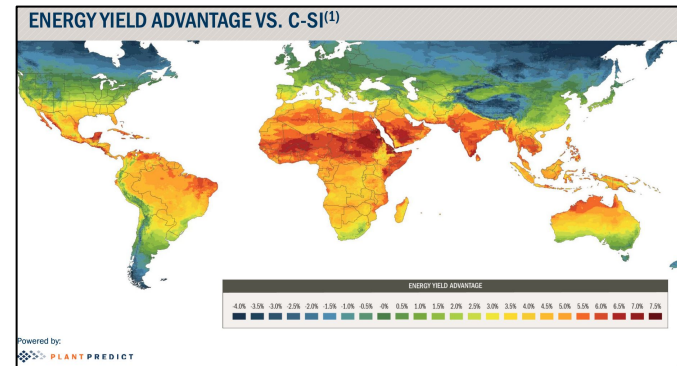 ENERGY YIELD ADVANTAGE VS. C-SI(1)
ENERGY YIELD ADVANTAGE
-4.0% -3.5% -3.0% -2.5% -2.0% -1.5% -1.0% -0.5% -0% 0.5% 1.0% 1.5% 2.0% 2.5% 3.0% 3.5% 4.0% 4.5% 5.0% 5.5% 6.0% 6.5% 7.0% 7.5%
Powered by:
PLANTPREDICT